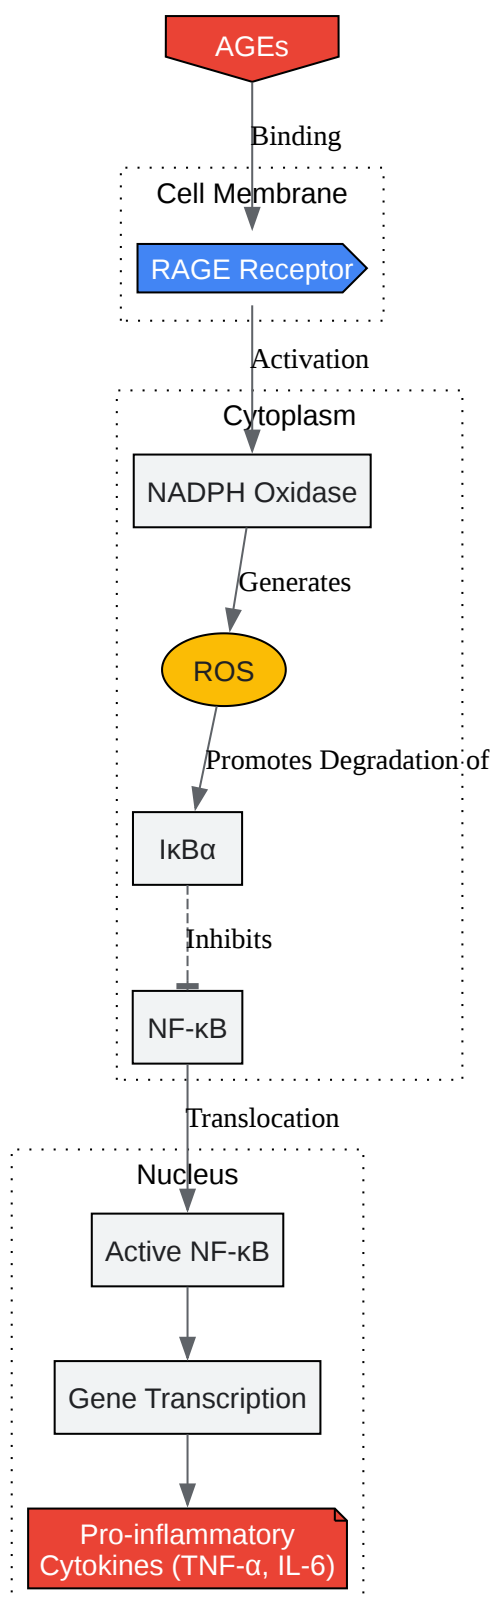 AGEs
Binding
Cell Membrane
RAGE Receptor
Activation
Cytoplasm
NADPH Oxidase
Generates
ROS
Promotes Degradation of
IκBα
Inhibits
NF-κB
Translocation
Nucleus
Active NF-κB
Gene Transcription
Pro-inflammatory
Cytokines (TNF-α, IL-6)